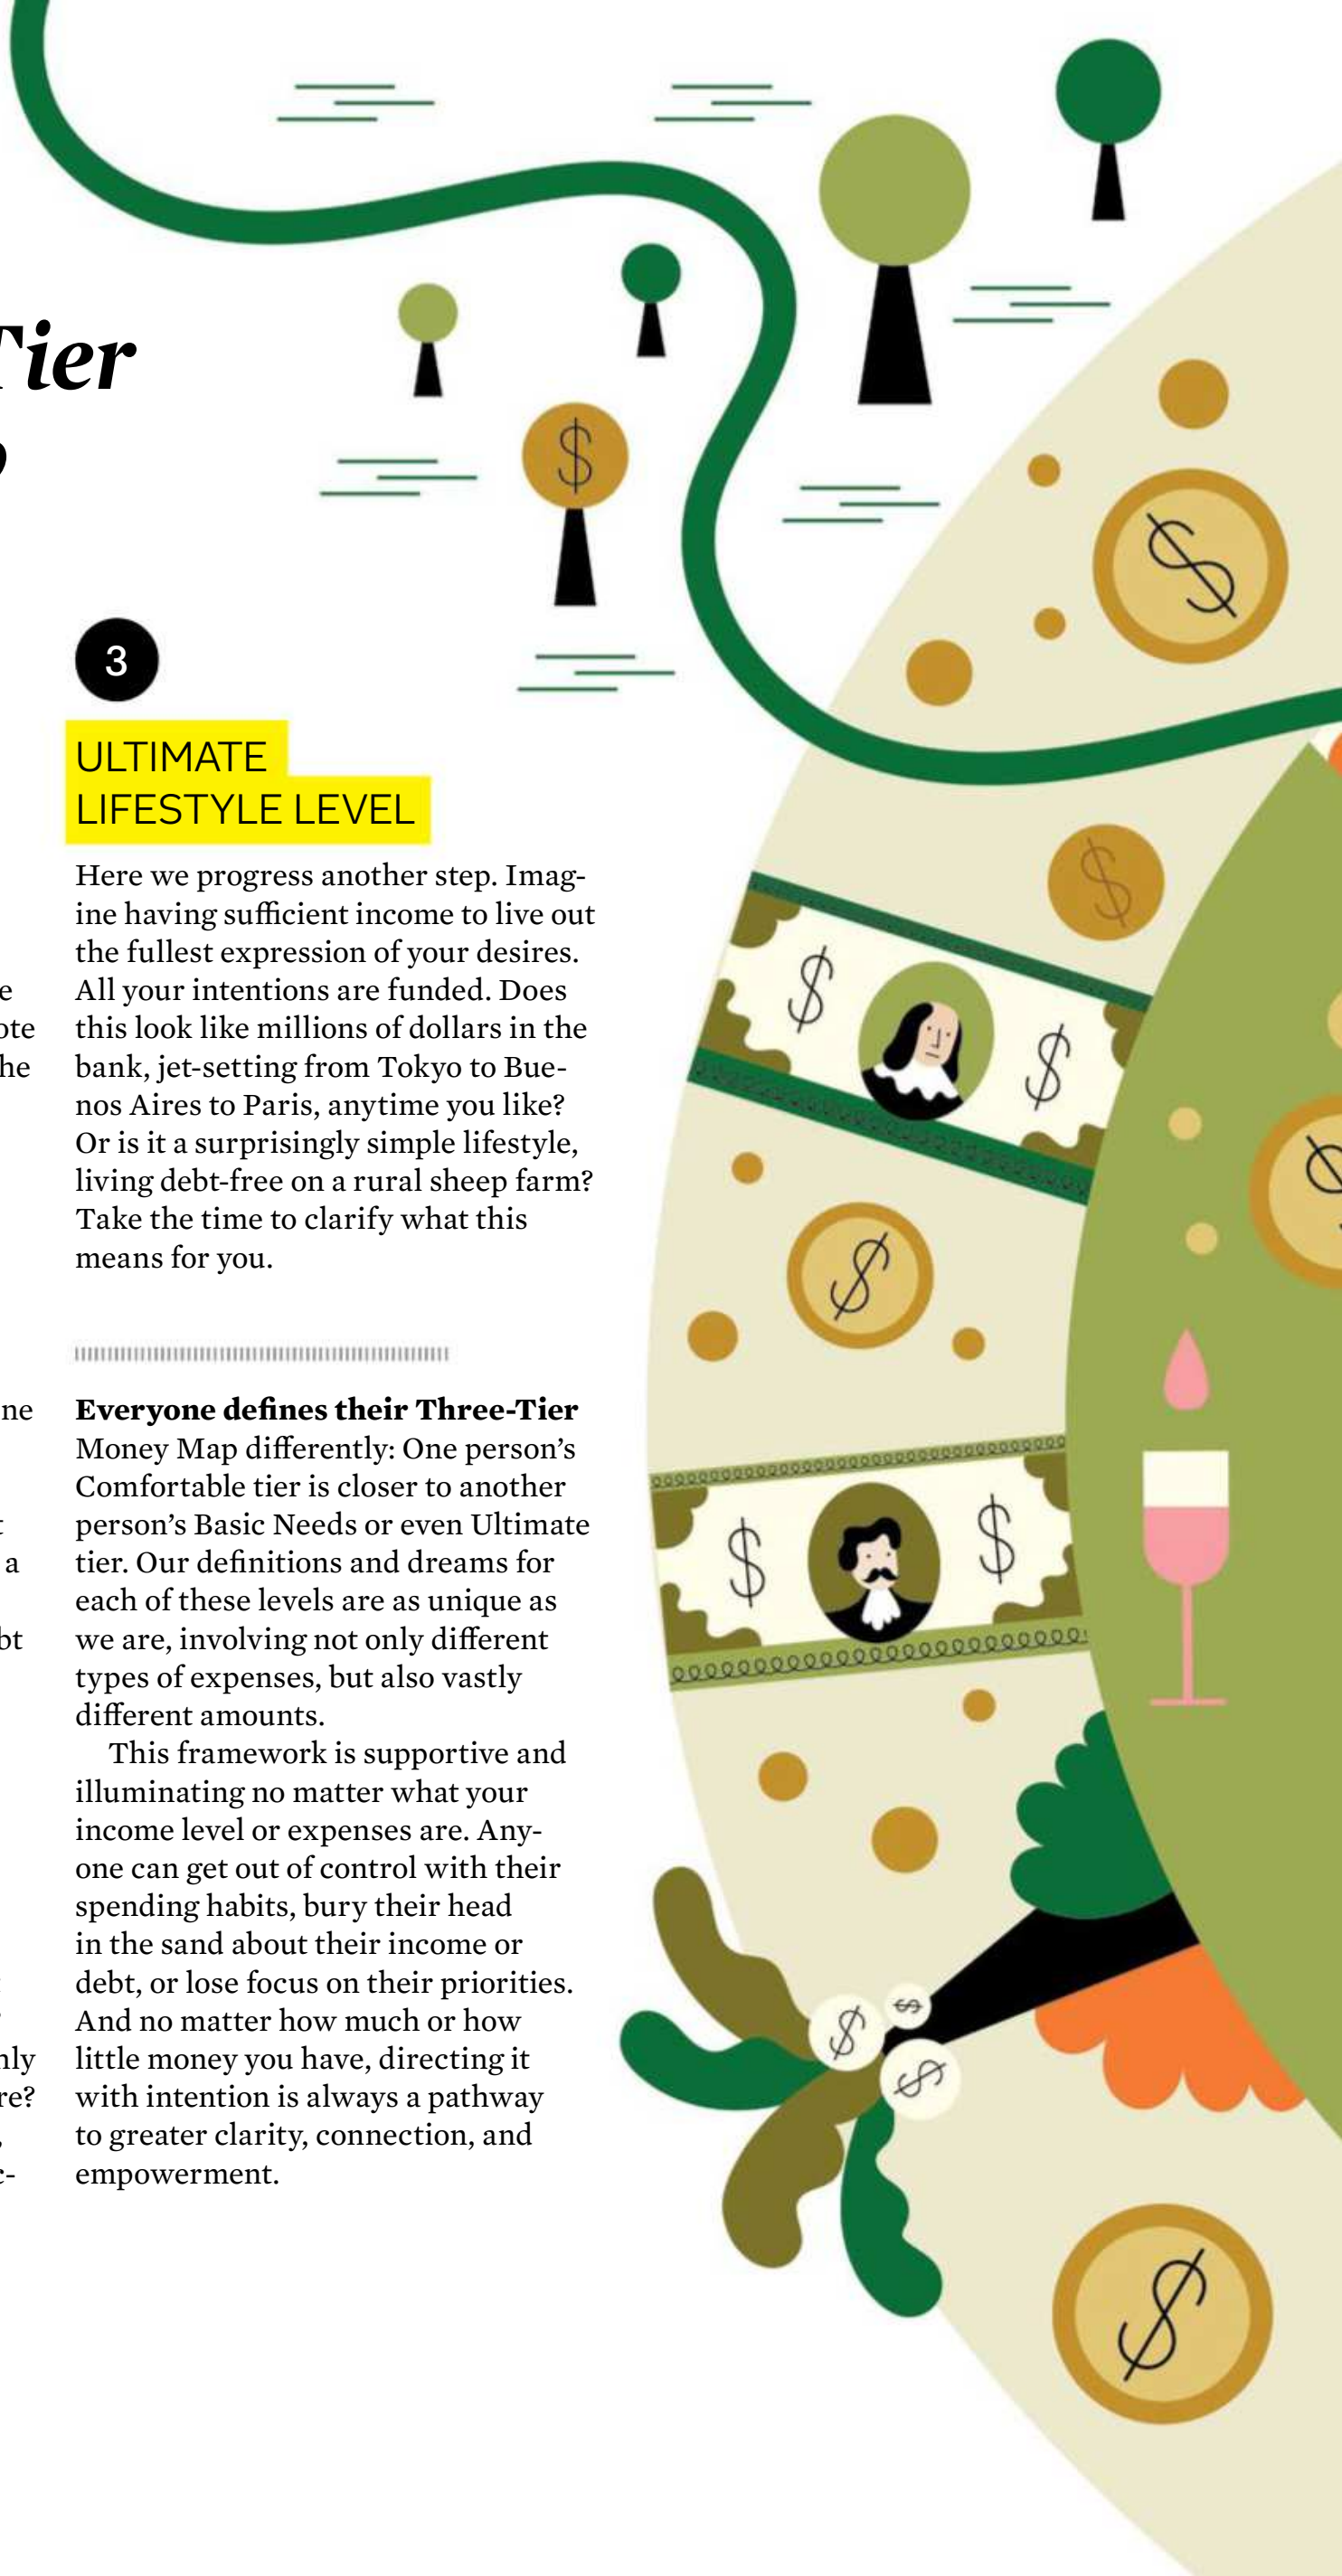 Tier
3
ULTIMATE
LIFESTYLE LEVEL
Here we progress another step. Imag-
ine having sufficient income to live out
the fullest expression of your desires.
All your intentions are funded. Does
this look like millions of dollars in the
bank, jet-setting from Tokyo to Bue-
nos Aires to Paris, anytime you like?
Or is it a surprisingly simple lifestyle,
living debt-free on a rural sheep farm?
Take the time to clarify what this
means for you.
Everyone defines their Three-Tier
Money Map differently: One person’s
Comfortable tier is closer to another
person’s Basic Needs or even Ultimate
tier. Our definitions and dreams for
each of these levels are as unique as
we are, involving not only different
types of expenses, but also vastly
different amounts.
This framework is supportive and
illuminating no matter what your
income level or expenses are. Any-
one can get out of control with their
spending habits, bury their head
in the sand about their income or
debt, or lose focus on their priorities.
And no matter how much or how
little money you have, directing it
with intention is always a pathway
to greater clarity, connection, and
empowerment.